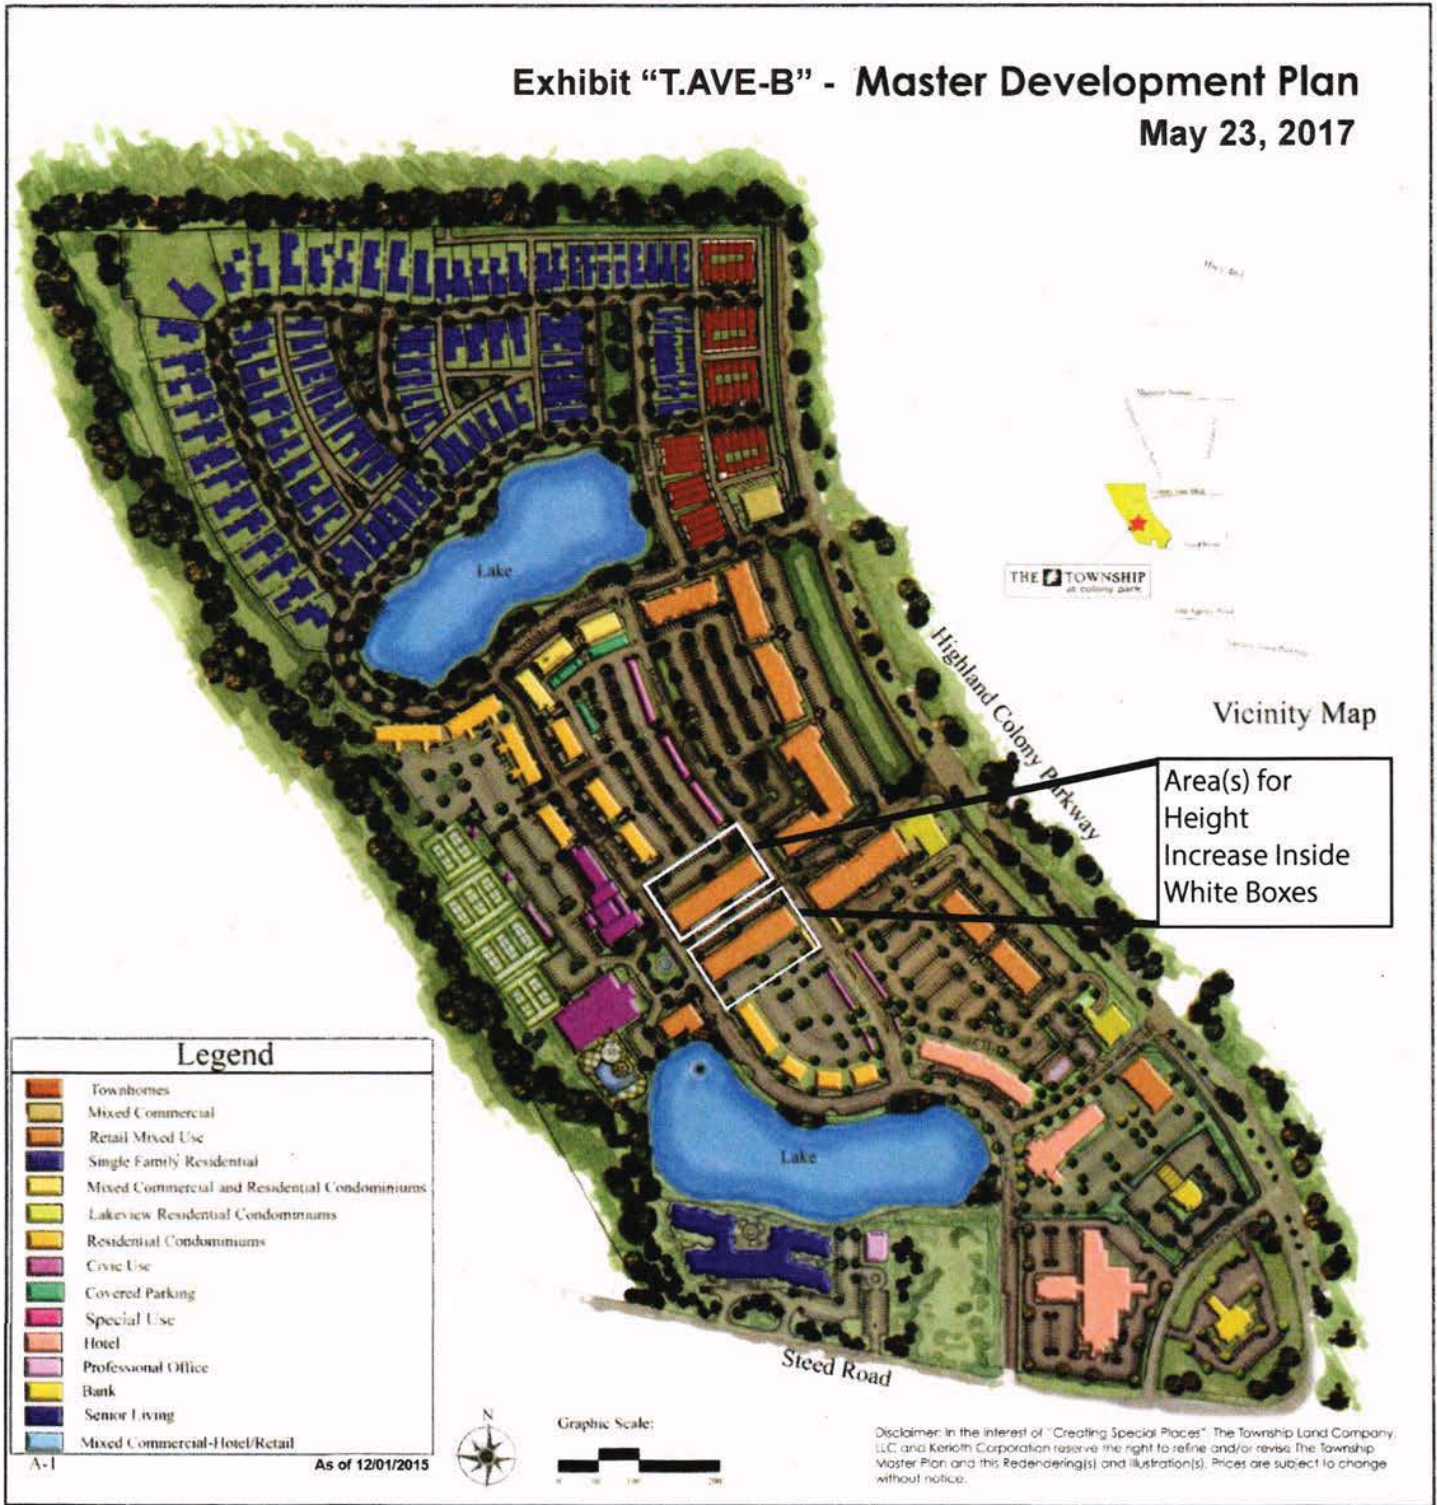 Exhibit “T.AVE-B” - Master Development Plan
May 23, 2017
THE TOWNSHIP
at colony park
Highland Colony Parkway
Vicinity Map
Area(s) for
Height
Increase Inside
White Boxes
Lake
Lake
Steed Road
Legend
Townhomes
Mixed Commercial
Retail Mixed Use
Single Family Residential
Mixed Commercial and Residential Condominiums
Lakeview Residential Condominiums
Residential Condominiums
Civic Use
Covered Parking
Special Use
Hotel
Professional Office
Bank
Senior Living
Mixed Commercial-Hotel/Retail
A-1
As of 12/01/2015
N
Graphic Scale:
0 50 100 200
Disclaimer: In the interest of "Creating Special Places" The Township Land Company,
LLC and Kerioth Corporation reserve the right to refine and/or revise The Township
Master Plan and this Redendering(s) and Illustration(s). Prices are subject to change
without notice.